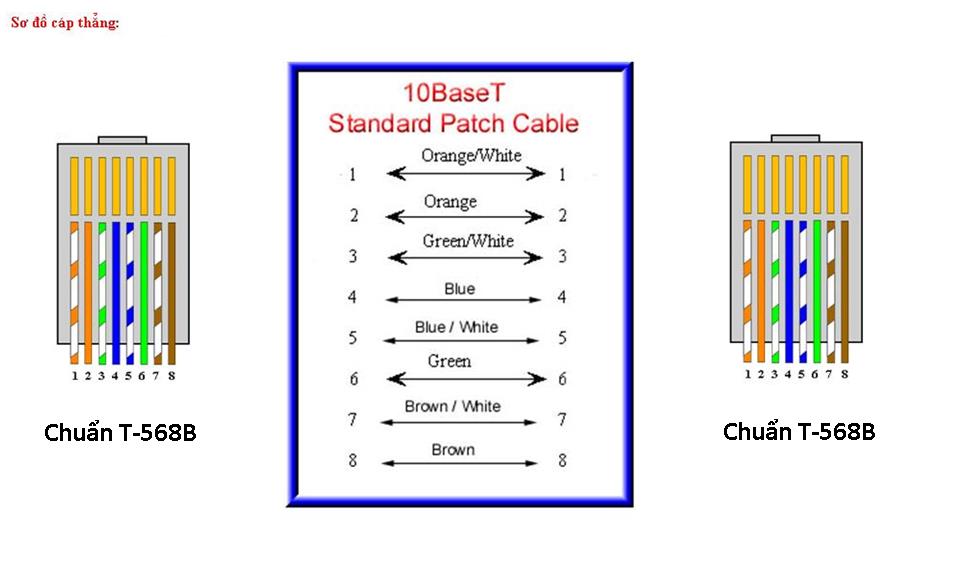 Sơ đồ cáp thẳng:
10BaseT
Standard Patch Cable
Orange/White
1 1
Orange
2 2
Green/White
3 3
Blue
4 4
Blue / White
5 5
Green
6 6
Brown / White
7 7
Brown
8 8
1 2 3 4 5 6 7 8
Chuẩn T-568B
1 2 3 4 5 6 7 8
Chuẩn T-568B